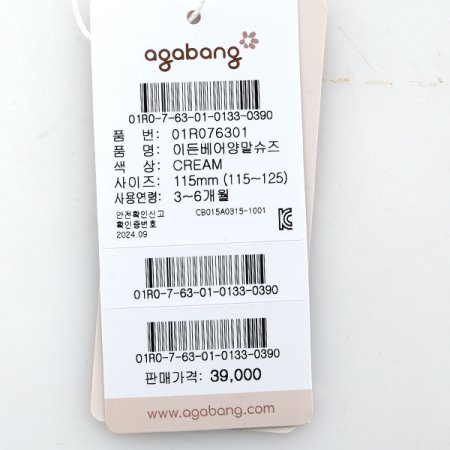 agabang
01R0-7-63-01-0133-0390
품 번: 01R076301
품 명: 이든베어양말슈즈
색 상: CREAM
사이즈: 115mm (115~125)
사용연령: 3~6개월
안전확인신고
확인증번호 CB015A0315-1001
2024.09
01R0-7-63-01-0133-0390
01R0-7-63-01-0133-0390
판매가격: 39,000
www.agabang.com